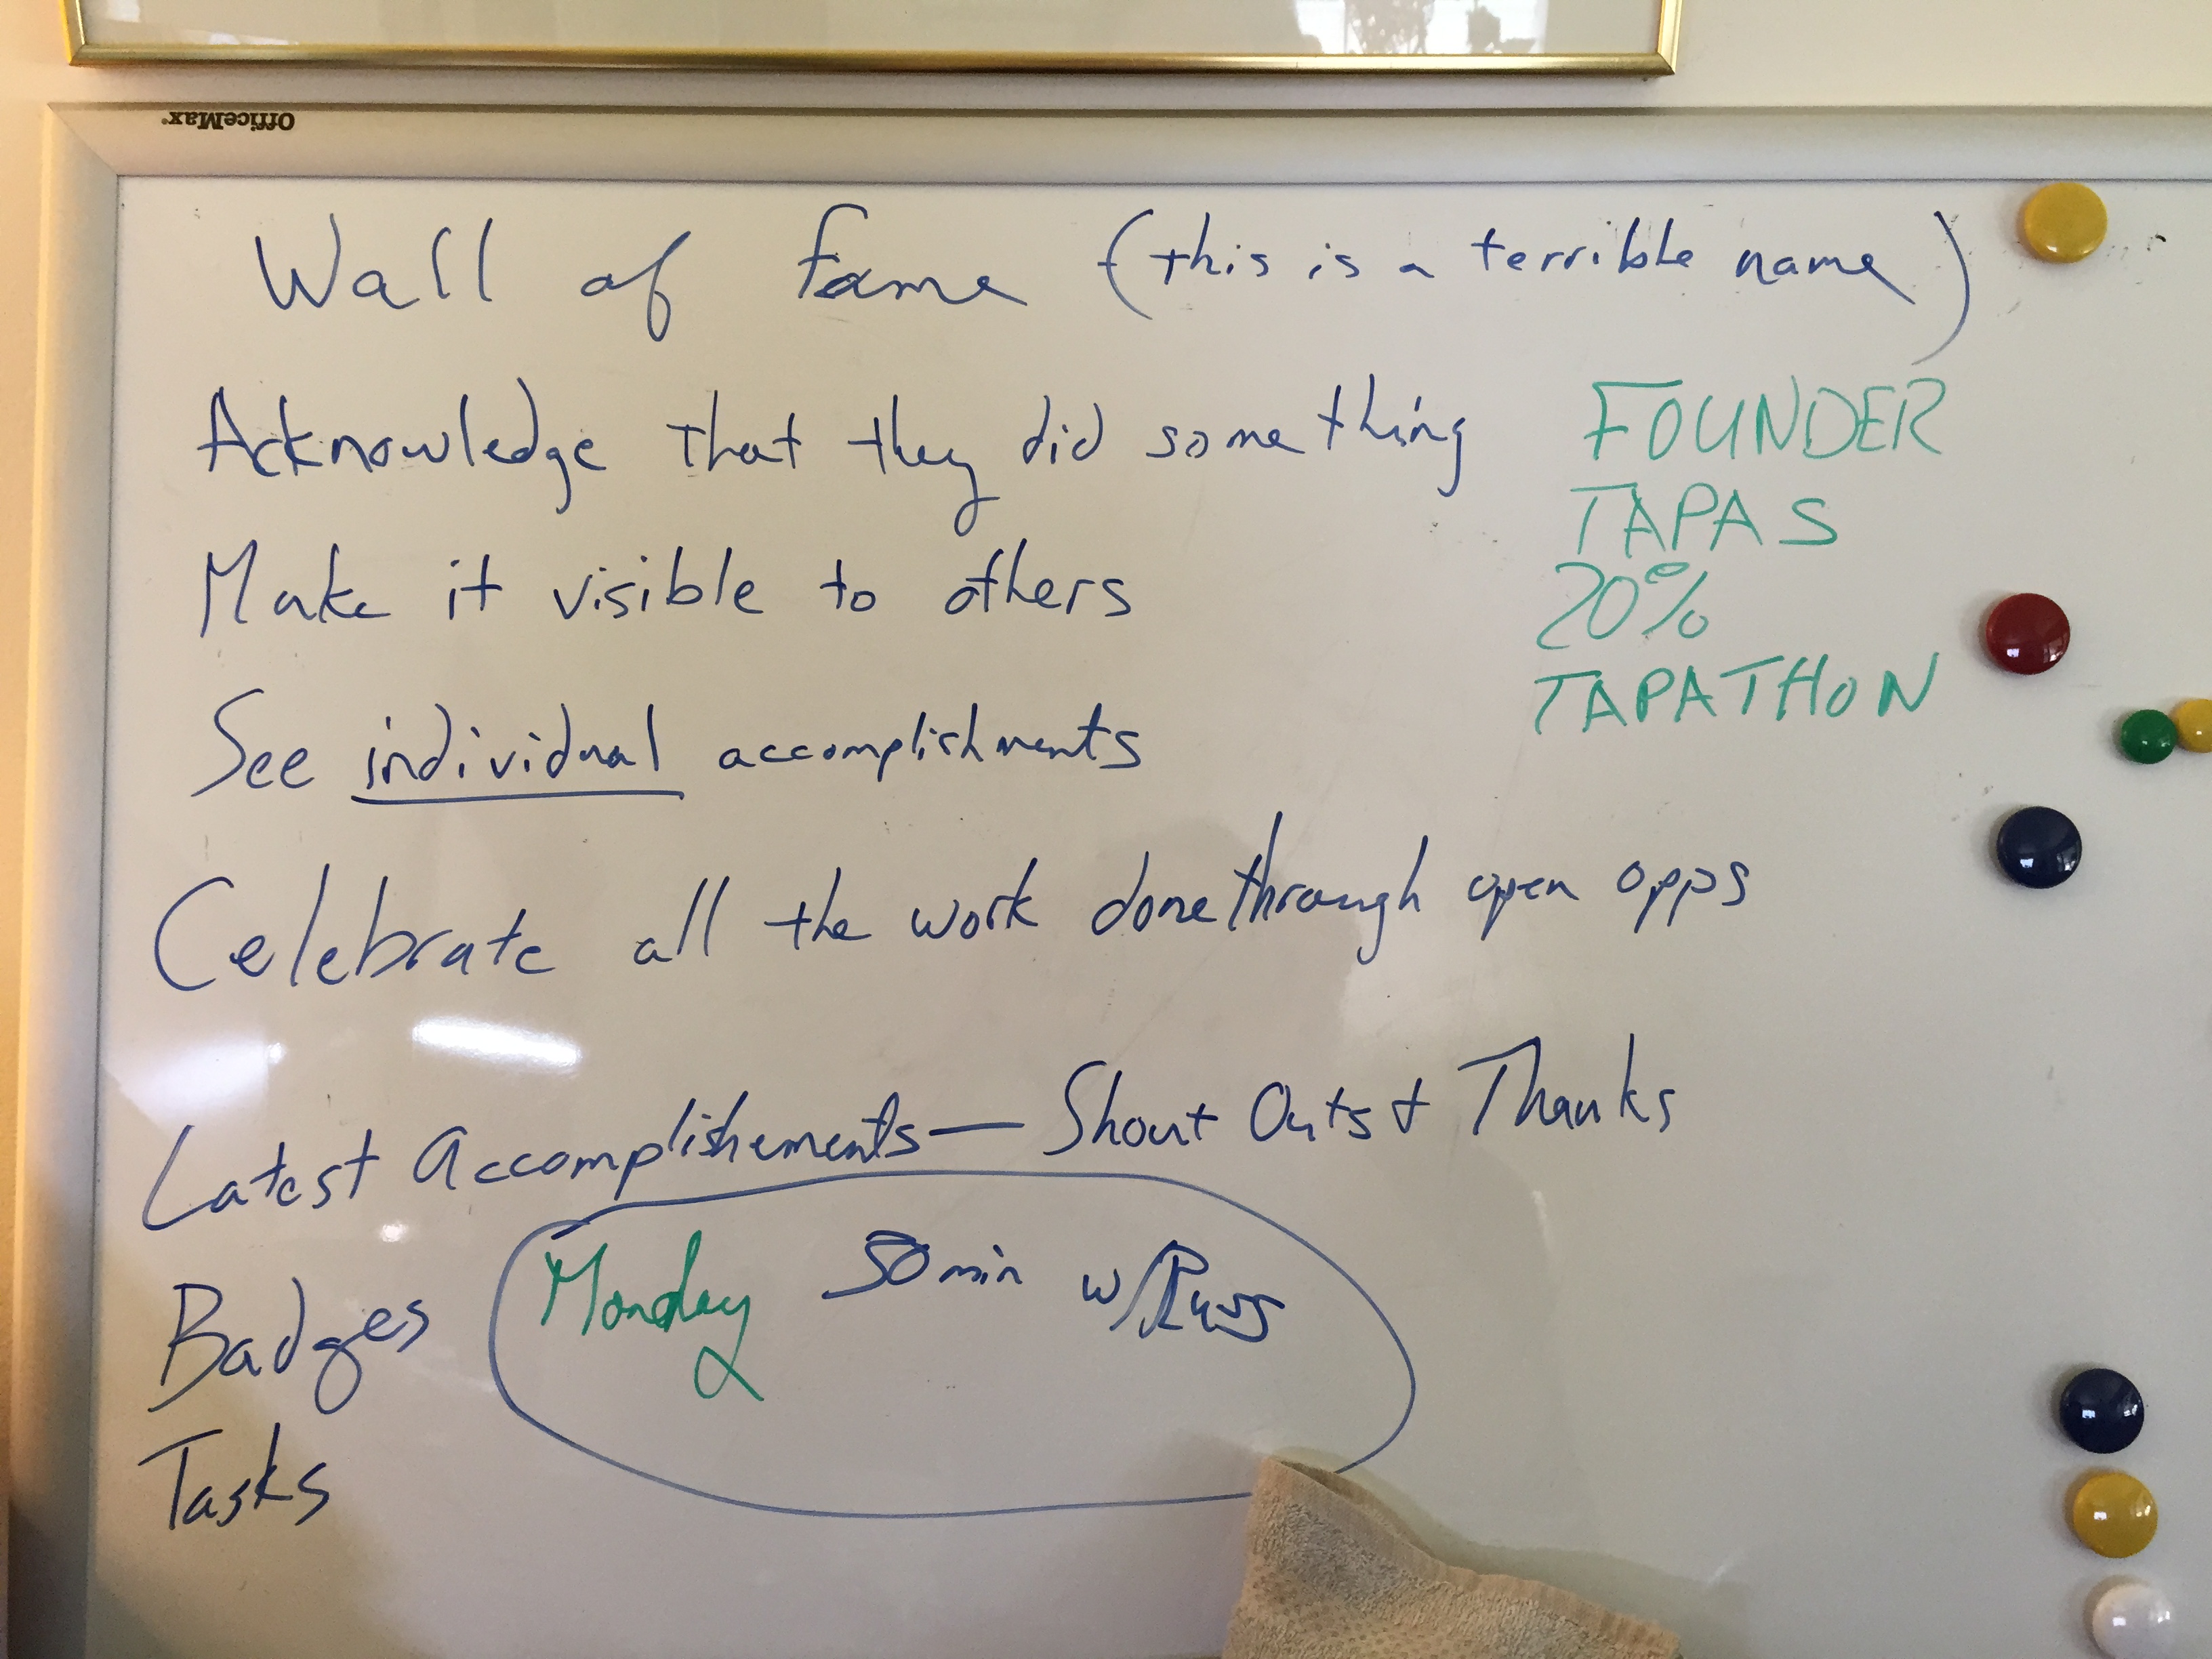 OfficeMax
Wall of fame (this is a terrible name)
Acknowledge that they did something
Make it visible to others
See individual accomplishments
FOUNDER
TAPAS
20%
TAPATHON
Celebrate all the work done through open opps
Latest Accomplishements — Shout Outs + Thanks
Badges
Monday 50 min w/Russ
Tasks